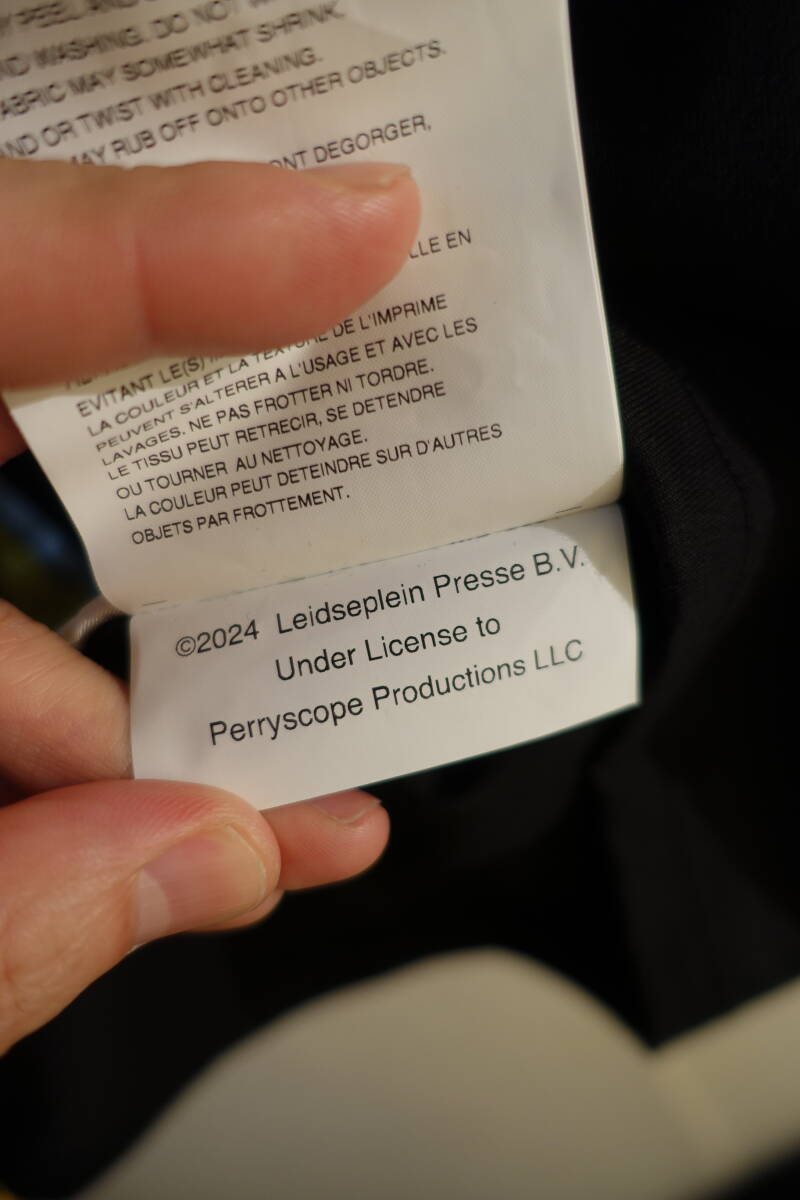 PEEL AND
WASHING. DO NOT
FABRIC MAY SOMEWHAT SHRINK,
AND OR TWIST WITH CLEANING.
MAY RUB OFF ONTO OTHER OBJECTS.
DEGORGER,
EN
DE L'IMPRIME
EVITANT LE(S)
LA COULEUR ET LA TEXTURE
PEUVENT S'ALTERER A L'USAGE ET AVEC LES
LAVAGES. NE PAS FROTTER NI TORDRE.
LE TISSU PEUT RETRECIR, SE DETENDRE
OU TOURNER AU NETTOYAGE.
LA COULEUR PEUT DETEINDRE SUR D'AUTRES
OBJETS PAR FROTTEMENT.
©2024 Leidseplein Presse B.V.
Under License to
Perryscope Productions LLC